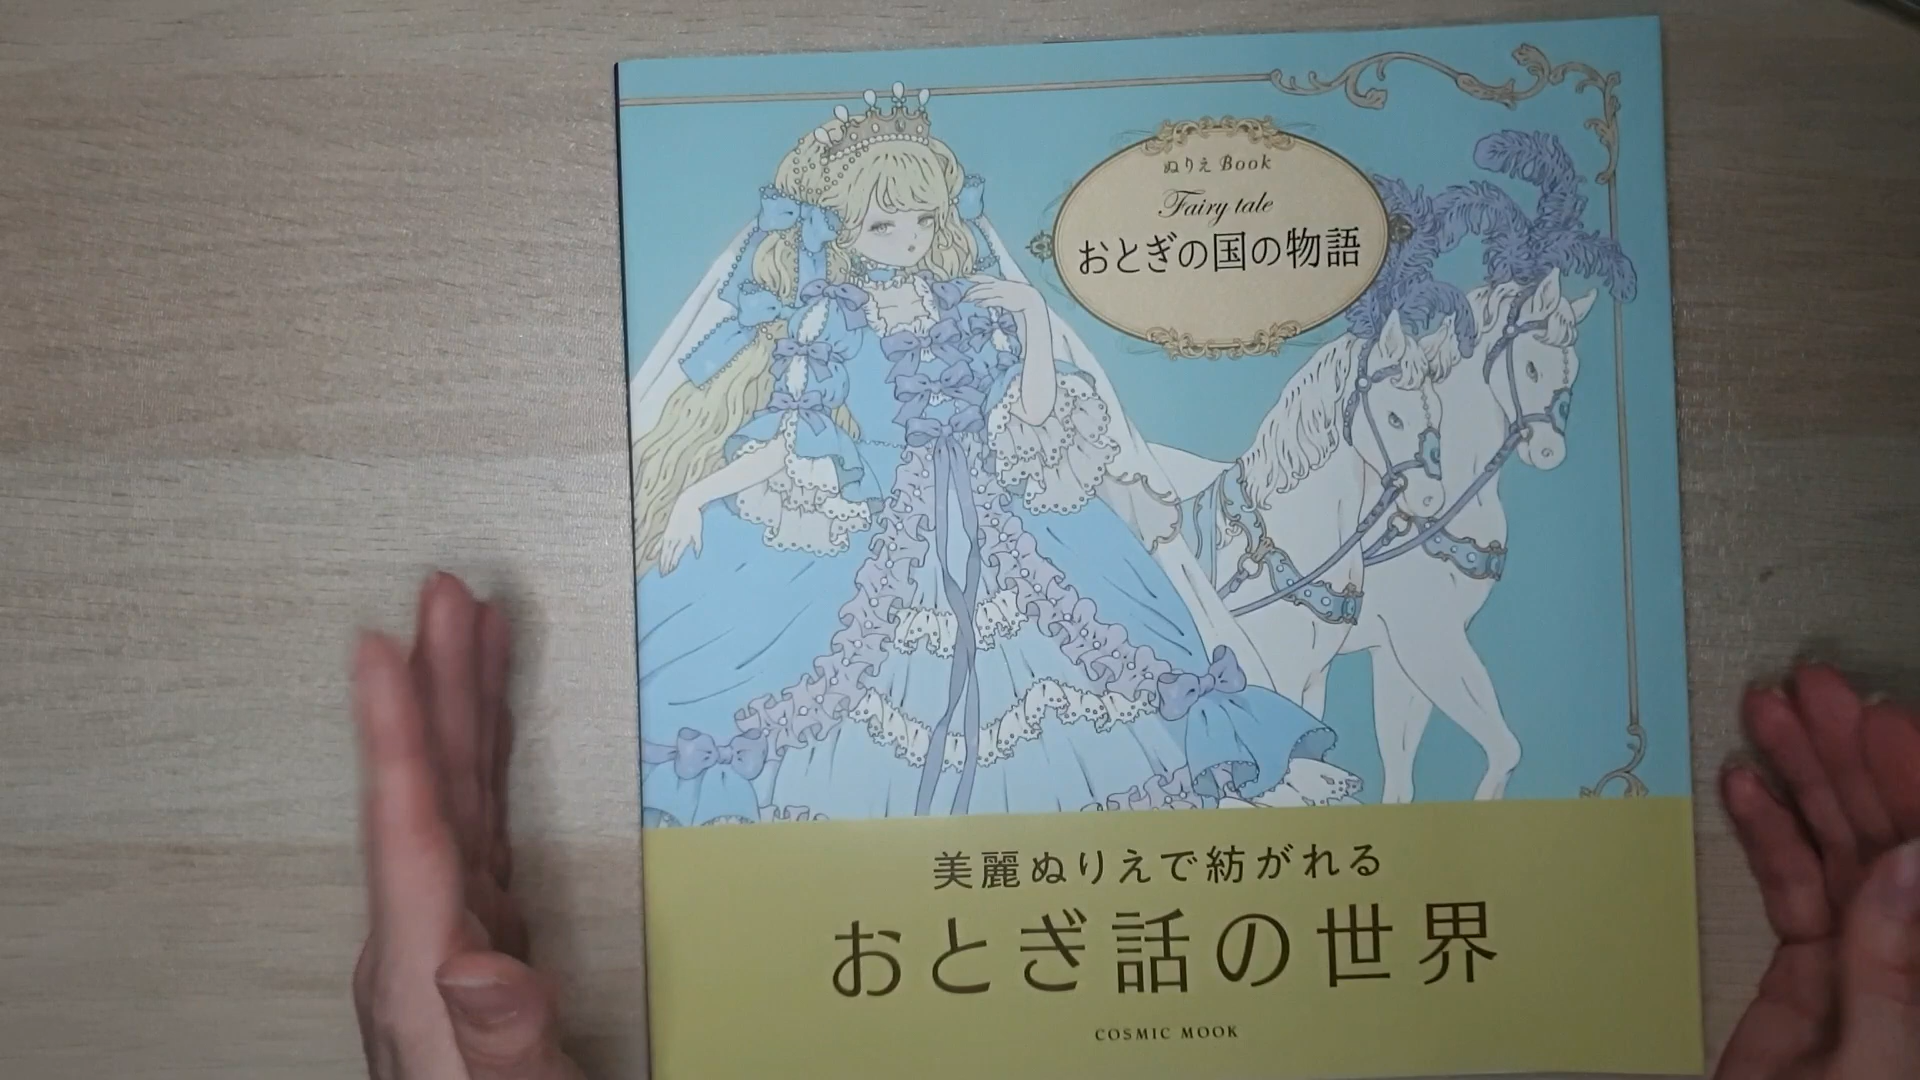 ぬりえ Book
Fairy tale
おとぎの国の物語
美麗ぬりえで紡がれる
おとぎ話の世界
COSMIC MOOK